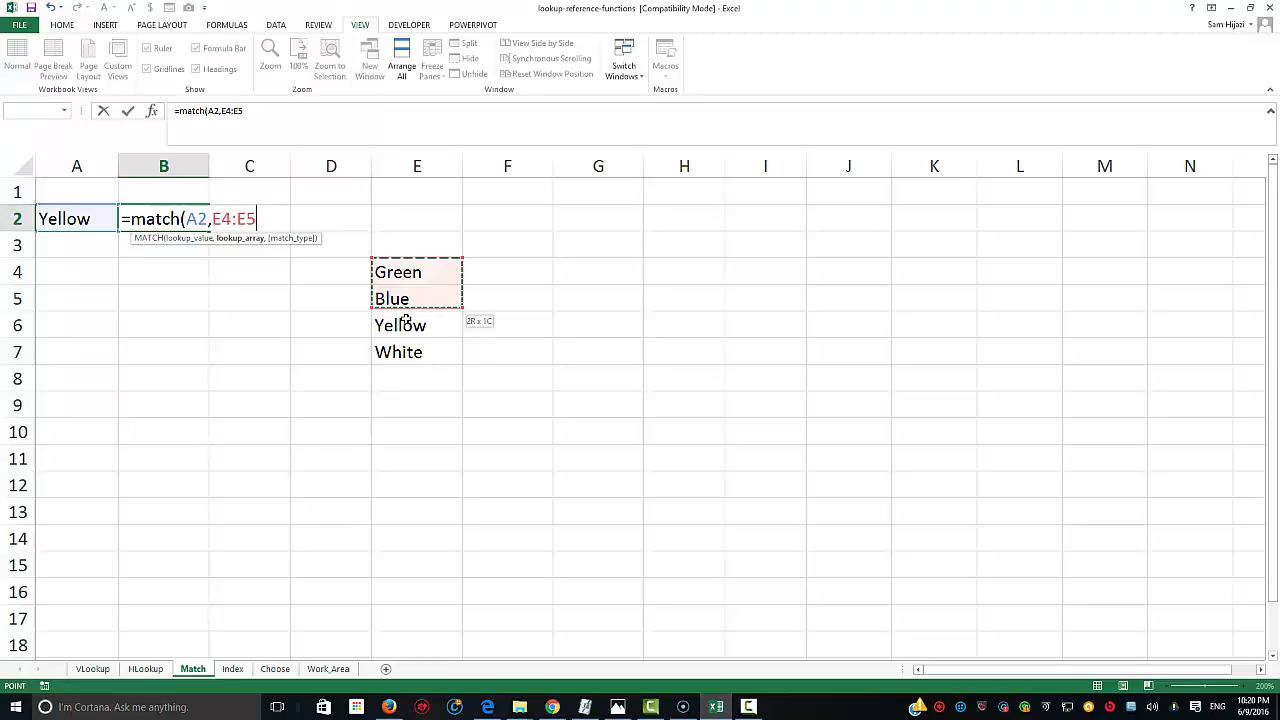 lookup-reference-functions [Compatibility Mode] - Excel
FILE HOME INSERT PAGE LAYOUT FORMULAS DATA REVIEW VIEW DEVELOPER POWERPIVOT Sam Hijazi
Ruler Formula Bar
Gridlines Headings
Normal Page Break Preview Page Layout Custom Views
Zoom 100% Zoom to Selection
New Window Arrange All Freeze Panes
Split
Hide
Unhide
View Side by Side
Synchronous Scrolling
Reset Window Position
Switch Windows Macros
Workbook Views Show Zoom Window Macros
=match(A2,E4:E5
A B C D E F G H I J K L M N
1
2 Yellow =match(A2,E4:E5
MATCH(lookup_value, lookup_array, [match_type])
3
4 Green
5 Blue
6 Yellow 2R x 1C
7 White
8
9
10
11
12
13
14
15
16
17
18
VLookup HLookup Match Index Choose Work_Area
POINT 200%
I'm Cortana. Ask me anything. ENG 10:20 PM
6/9/2016